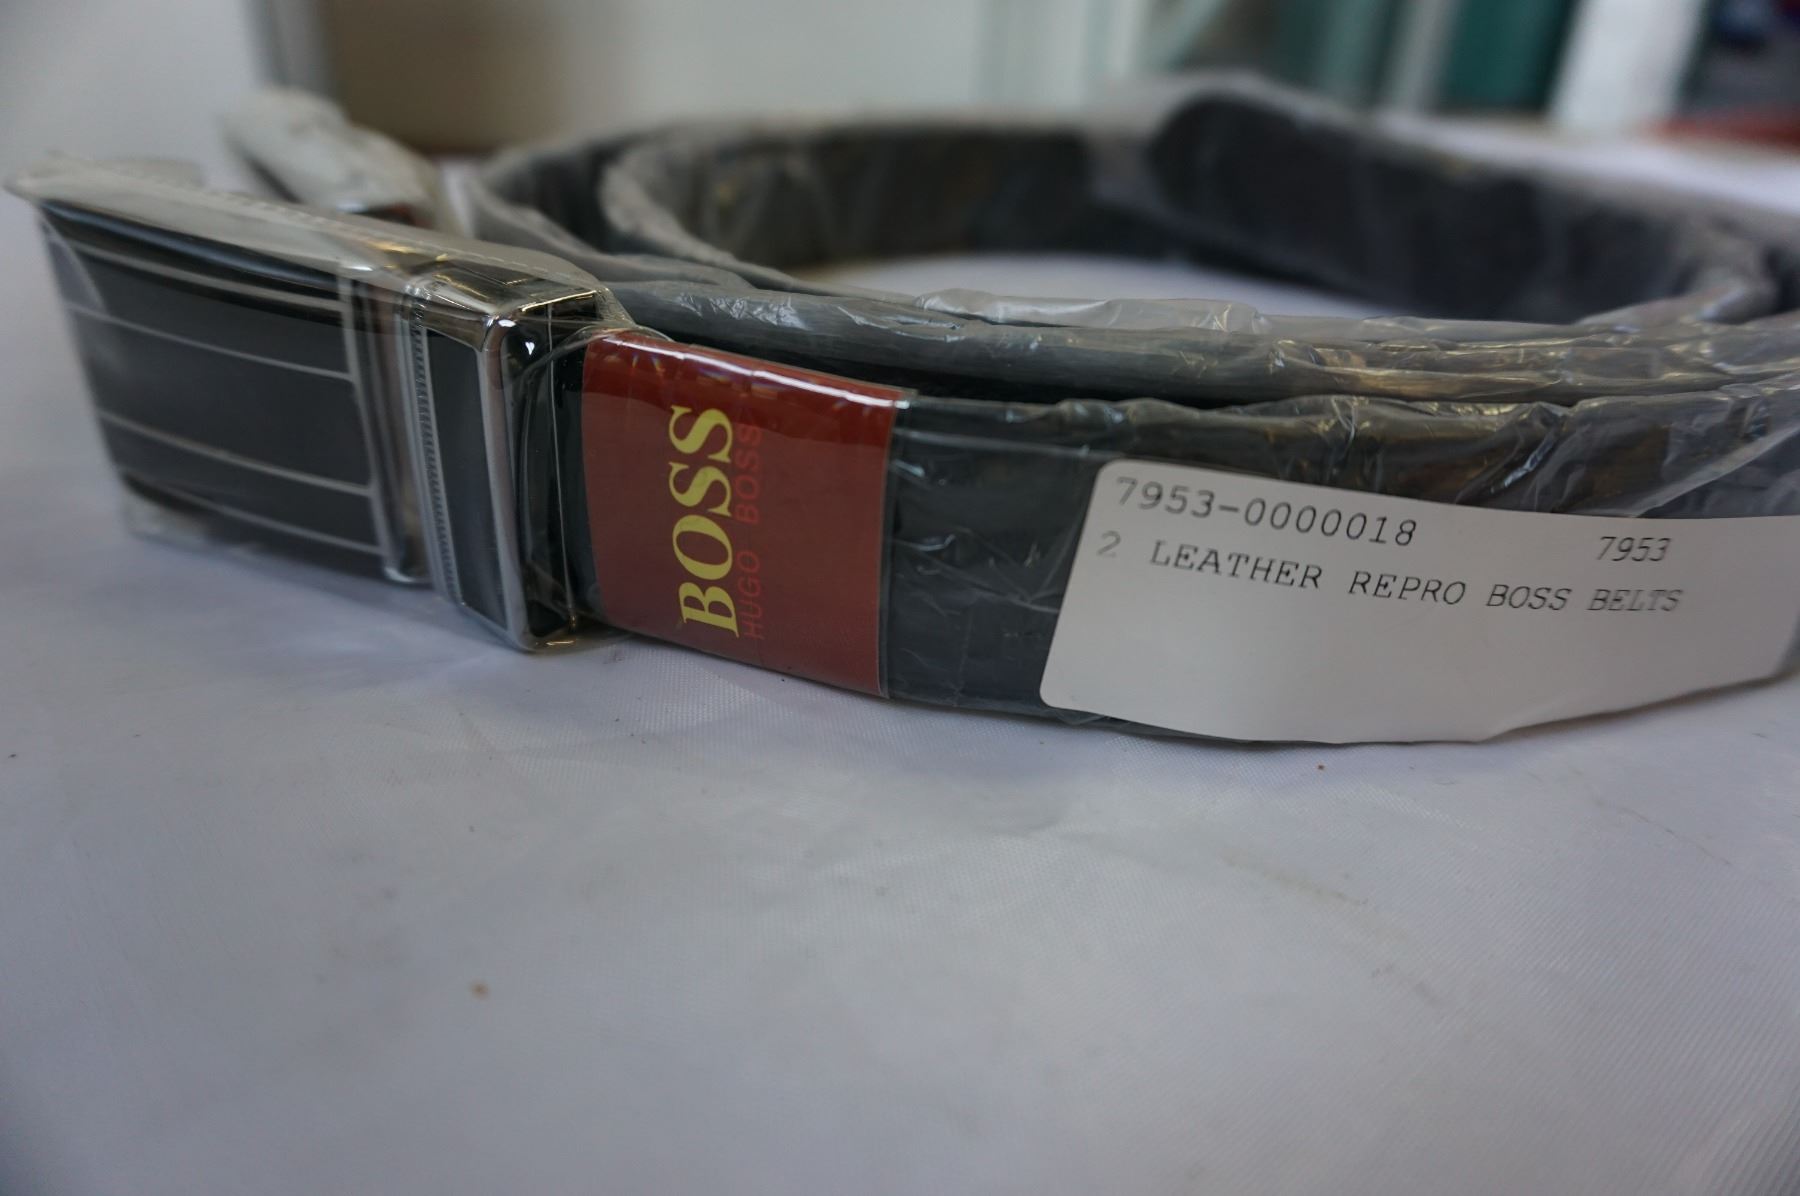 BOSS
HUGO BOSS
7953-0000018 7953
2 LEATHER REPRO BOSS BELTS